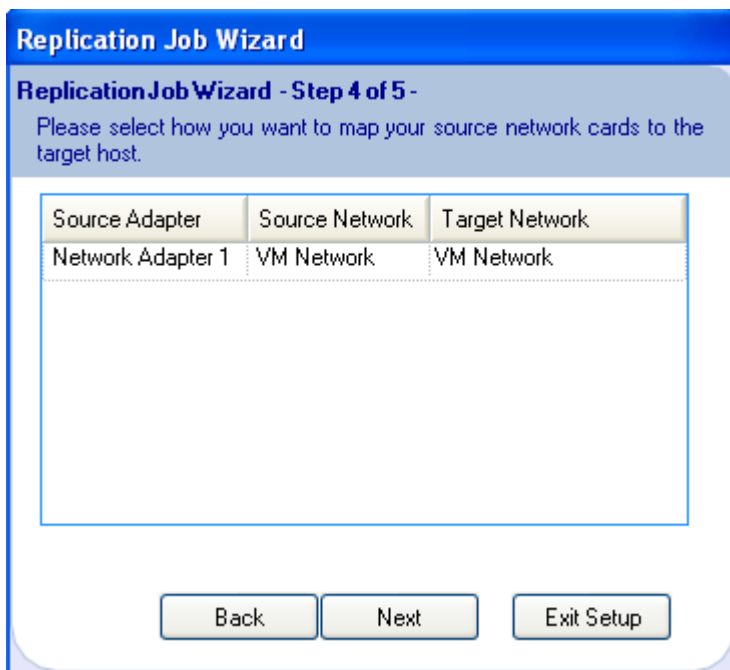 Replication Job Wizard
Replication Job Wizard - Step 4 of 5 -
Please select how you want to map your source network cards to the
target host.
Source Adapter Source Network Target Network
Network Adapter 1 VM Network VM Network
Back Next Exit Setup